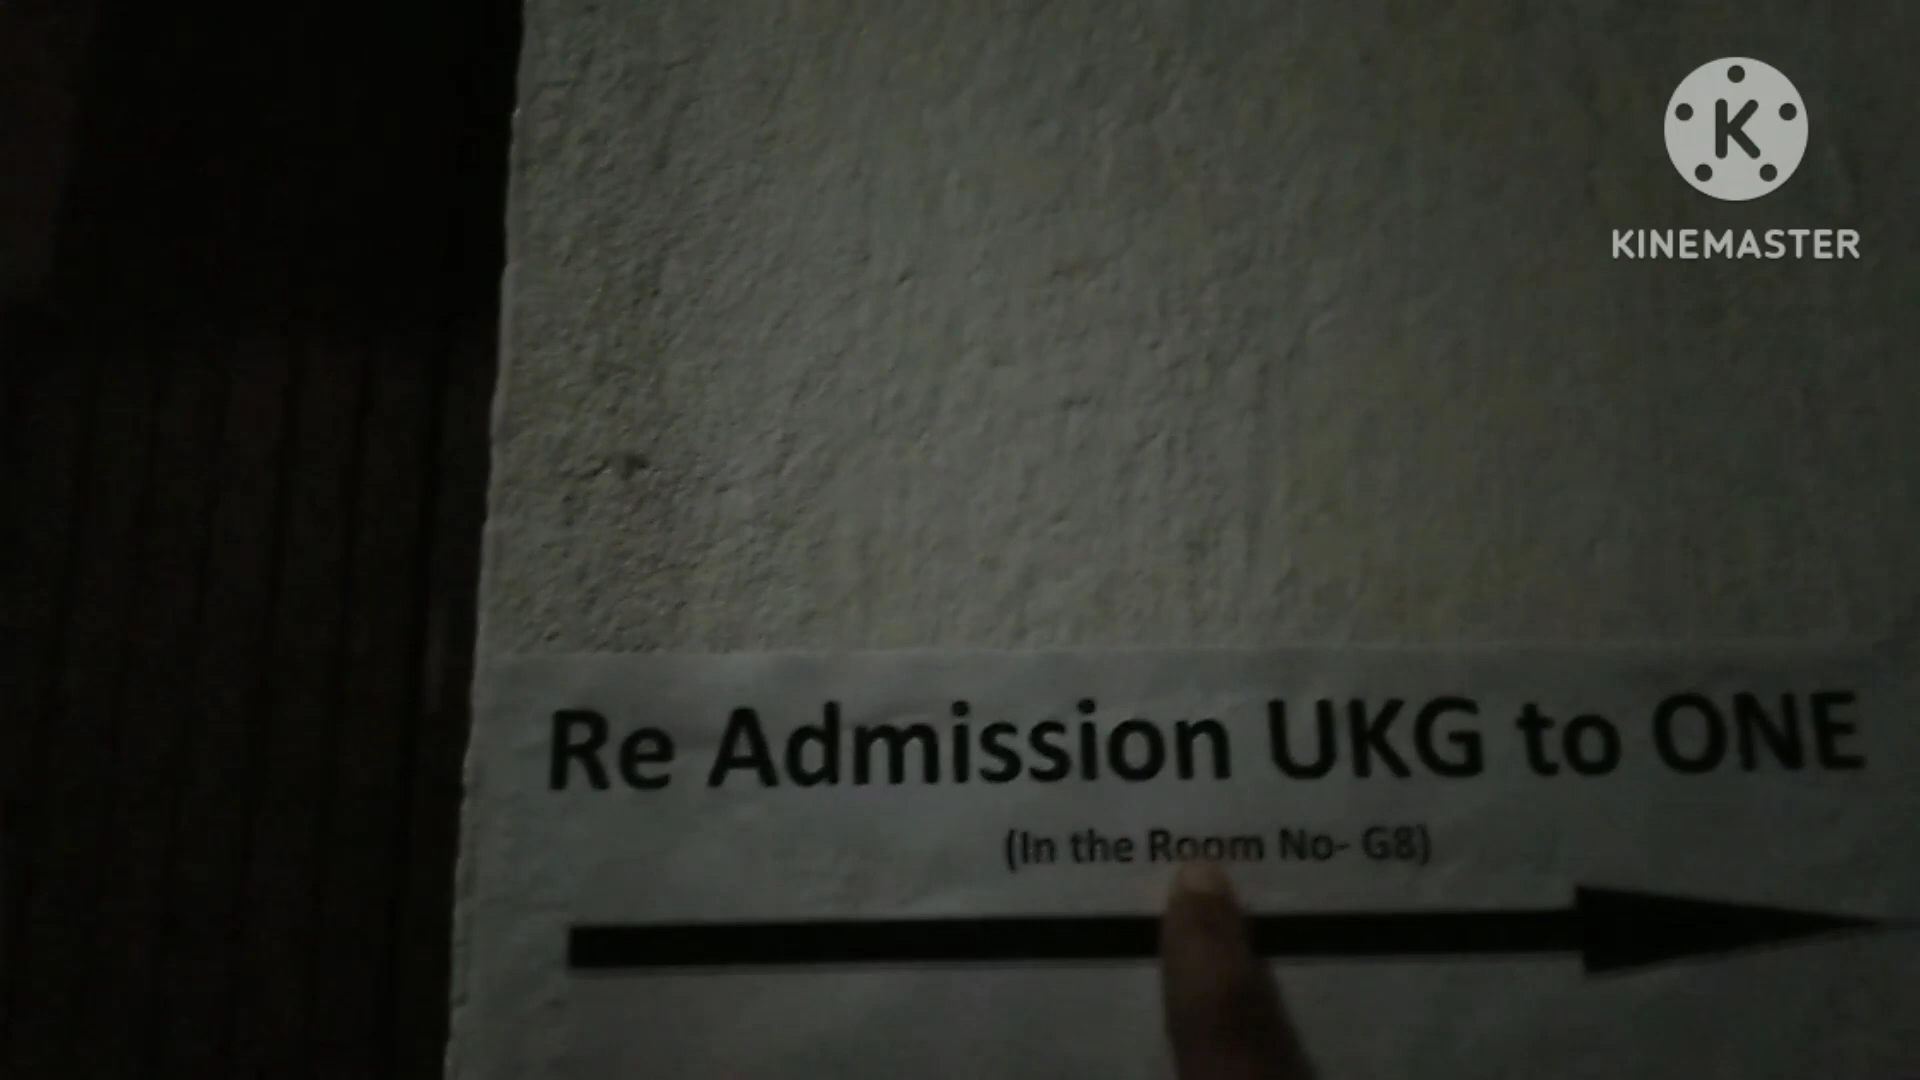 K
KINEMASTER
Re Admission UKG to ONE
(In the Room No- G8)